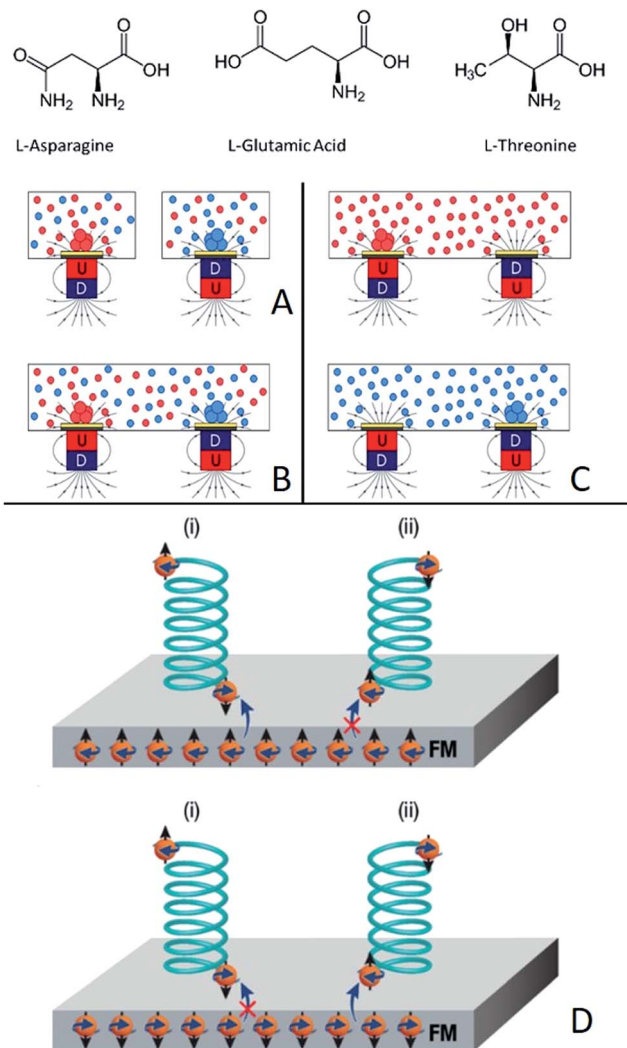 O O
OH
NH₂ NH₂
L-Asparagine
O O
HO OH
NH₂
L-Glutamic Acid
OH O
H₃C OH
NH₂
L-Threonine
U D
D U
A
U D
D U
B
U D
D U
U D
D U
C
(i) (ii)
FM
(i) (ii)
FM
D